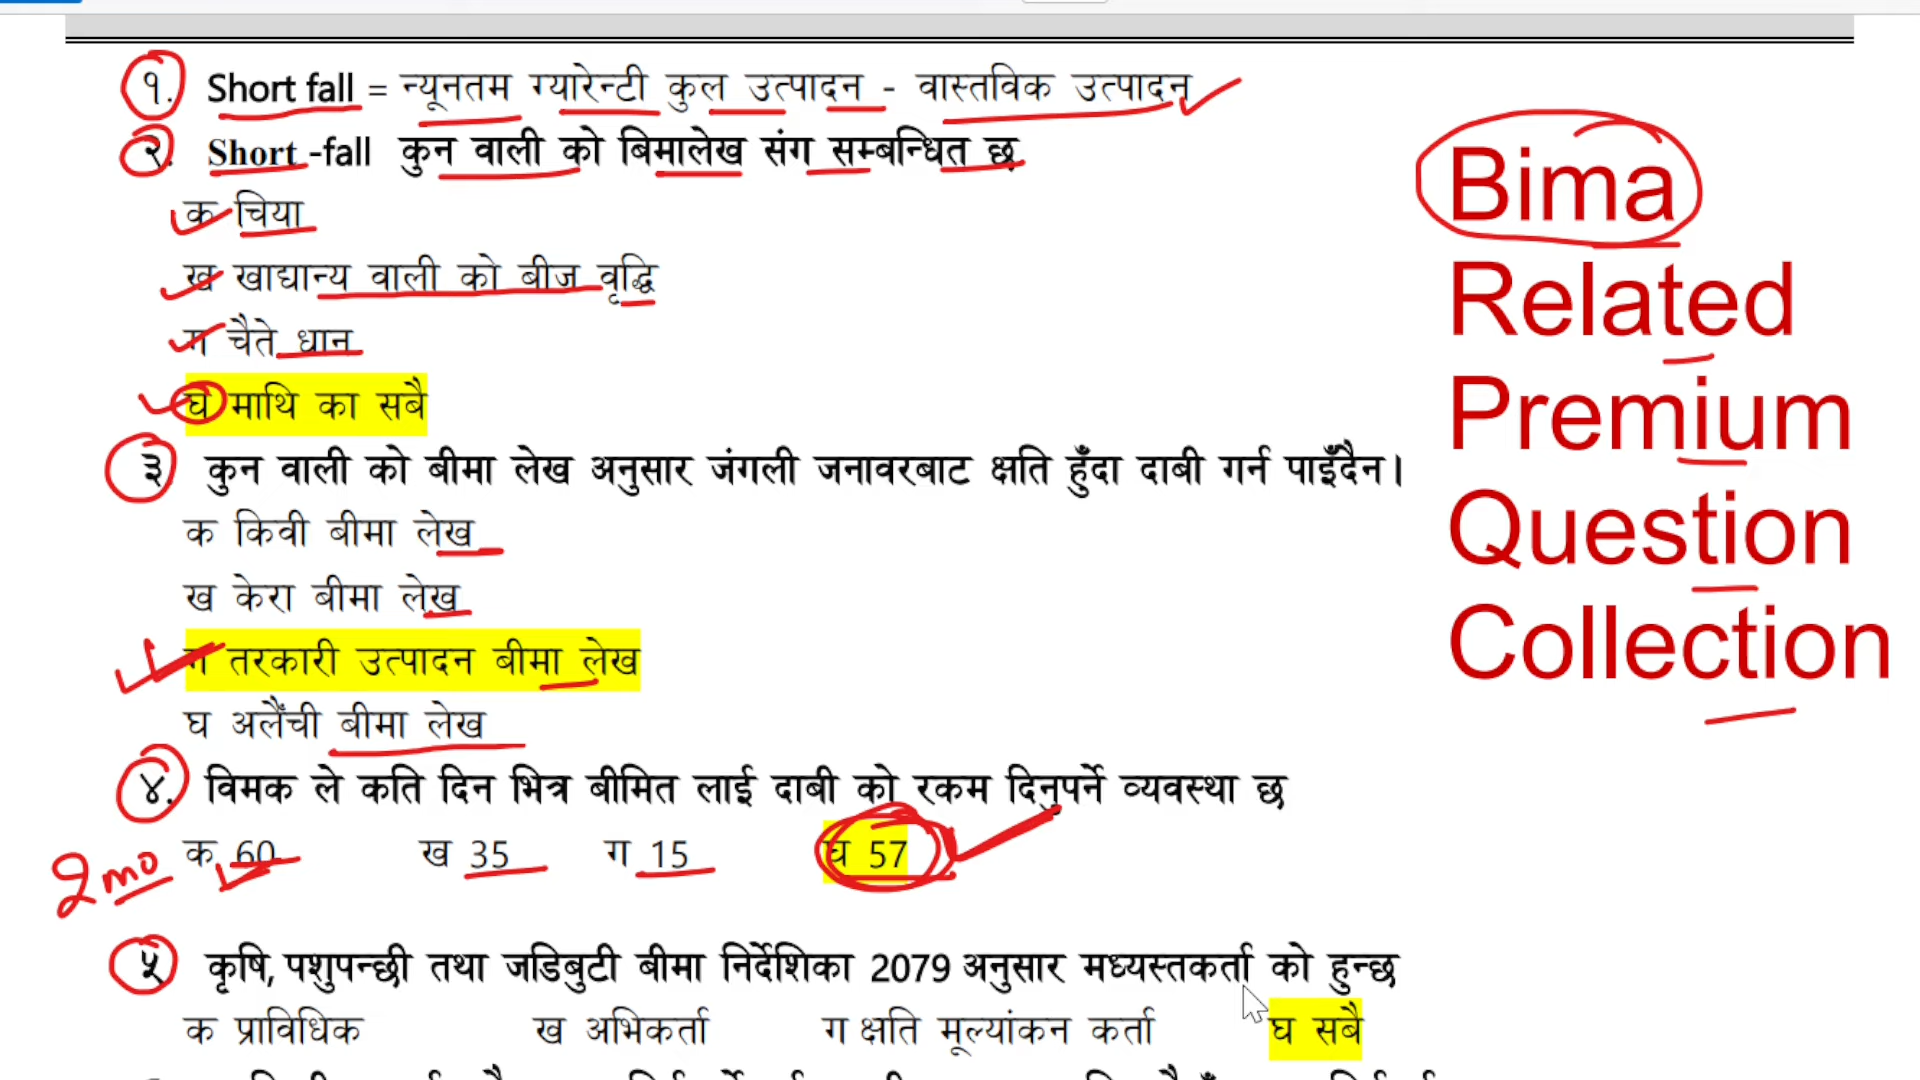 १. Short fall = न्यूनतम ग्यारेन्टी कुल उत्पादन - वास्तविक उत्पादन
२. Short -fall कुन वाली को बिमालेख संग सम्बन्धित छ
क चिया
ख खाद्यान्य वाली को बीज वृद्धि
ग चैते धान
घ माथि का सबै
३ कुन वाली को बीमा लेख अनुसार जंगली जनावरबाट क्षति हुँदा दाबी गर्न पाइँदैन।
क किवी बीमा लेख
ख केरा बीमा लेख
ग तरकारी उत्पादन बीमा लेख
घ अलैंची बीमा लेख
४. विमक ले कति दिन भित्र बीमित लाई दाबी को रकम दिनुपर्ने व्यवस्था छ
क 60 ख 35 ग 15 घ 57
2 mo
५ कृषि, पशुपन्छी तथा जडिबुटी बीमा निर्देशिका 2079 अनुसार मध्यस्तकर्ता को हुन्छ
क प्राविधिक ख अभिकर्ता ग क्षति मूल्यांकन कर्ता घ सबै
Bima
Related
Premium
Question
Collection